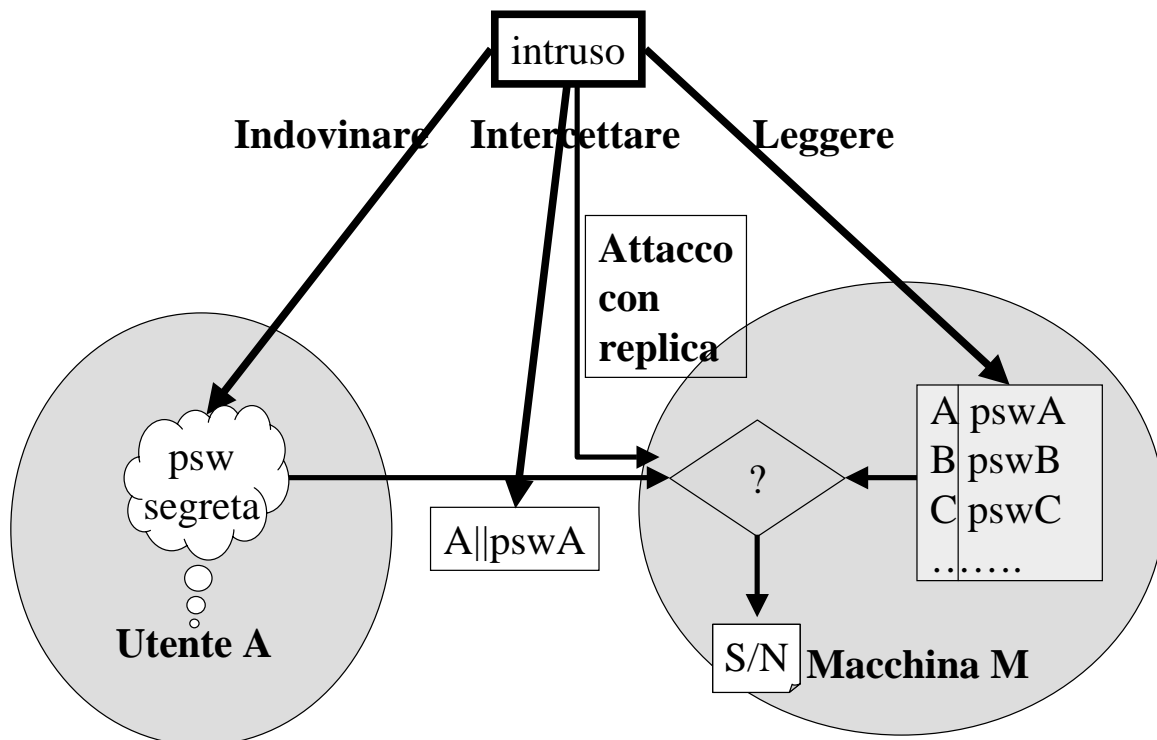 intruso
Indovinare
Intercettare
Leggere
Attacco
con
replica
psw
segreta
A||pswA
?
A pswA
B pswB
C pswC
…….
Utente A
S/N
Macchina M